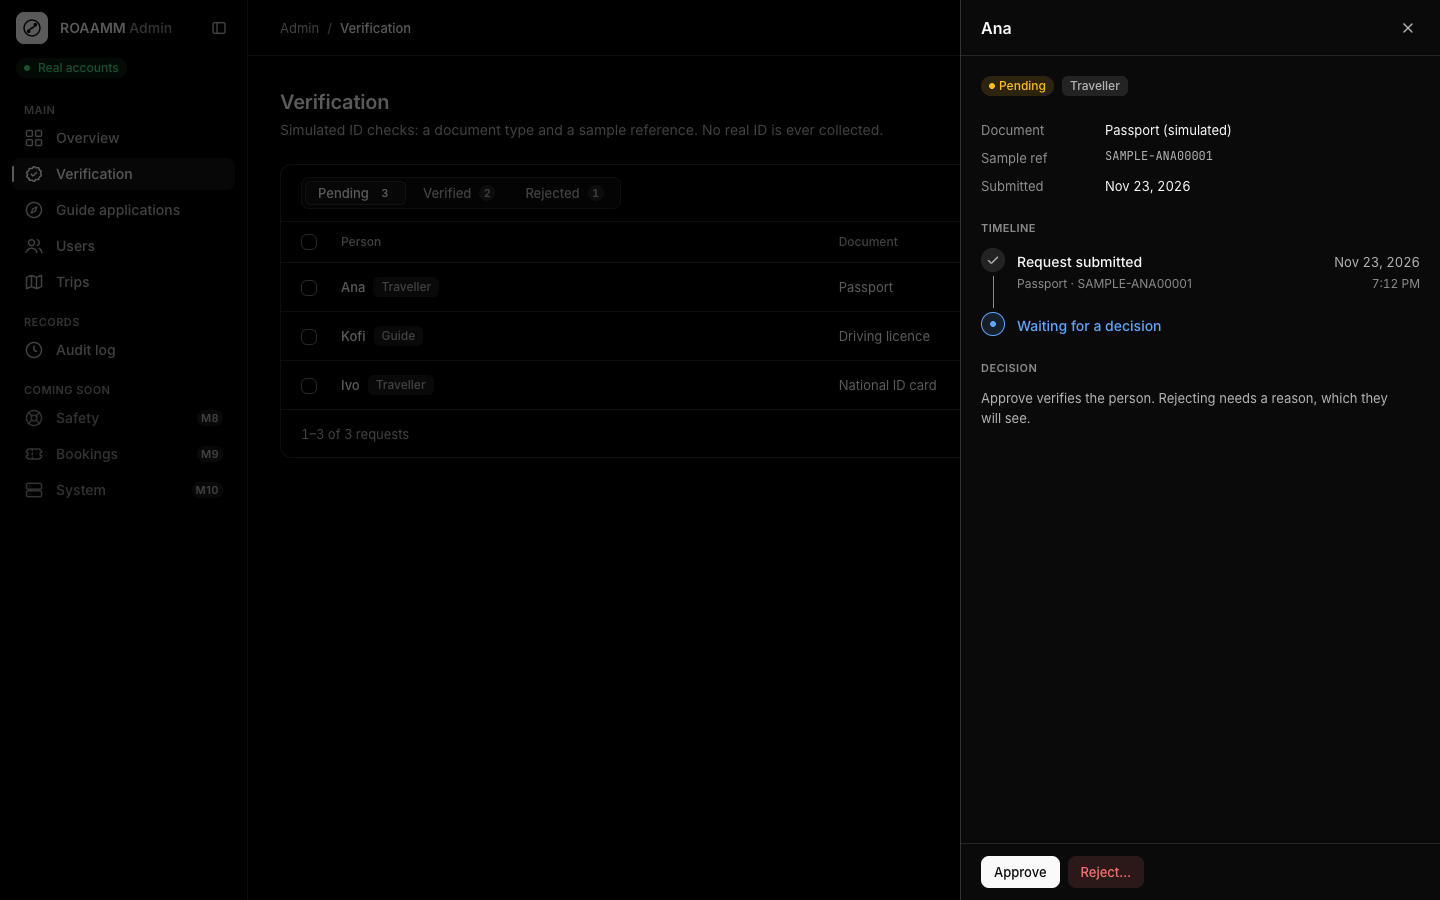 ROAAMM Admin
Real accounts
MAIN
Overview
Verification
Guide applications
Users
Trips
RECORDS
Audit log
COMING SOON
Safety M8
Bookings M9
System M10
Admin / Verification
Verification
Simulated ID checks: a document type and a sample reference. No real ID is ever collected.
Pending 3 Verified 2 Rejected 1
Person Document
Ana Traveller Passport
Kofi Guide Driving licence
Ivo Traveller National ID card
1–3 of 3 requests
Ana
Pending Traveller
Document Passport (simulated)
Sample ref SAMPLE-ANA00001
Submitted Nov 23, 2026
TIMELINE
Request submitted Nov 23, 2026
Passport · SAMPLE-ANA00001 7:12 PM
Waiting for a decision
DECISION
Approve verifies the person. Rejecting needs a reason, which they
will see.
Approve Reject...